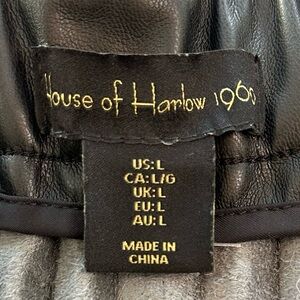 House of Harlow 1960
US: L
CA: L/G
UK: L
EU: L
AU: L
MADE IN
CHINA